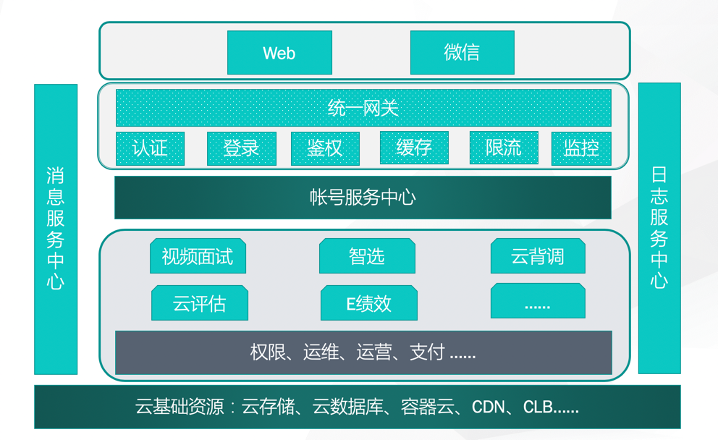 Web
微信
统一网关
认证
登录
鉴权
缓存
限流
监控
消息服务中心
日志服务中心
帐号服务中心
视频面试
智选
云背调
云评估
E绩效
......
权限、运维、运营、支付 ......
云基础资源：云存储、云数据库、容器云、CDN、CLB......